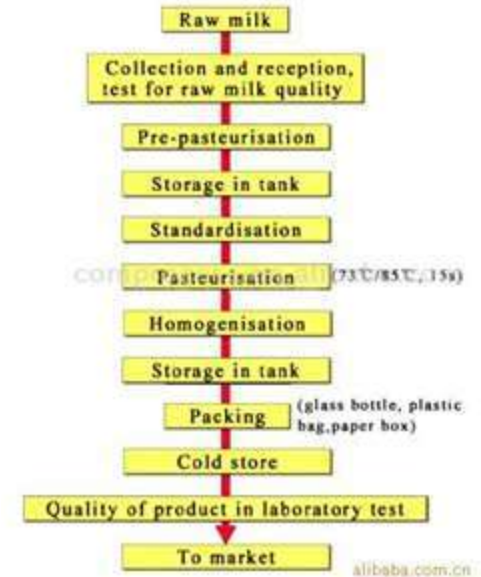 Raw milk
Collection and reception,
test for raw milk quality
Pre-pasteurisation
Storage in tank
Standardisation
Pasteurisation (73℃/85℃, 15s)
Homogenisation
Storage in tank
Packing
(glass bottle, plastic
bag,paper box)
Cold store
Quality of product in laboratory test
To market
alibaba.com.cn